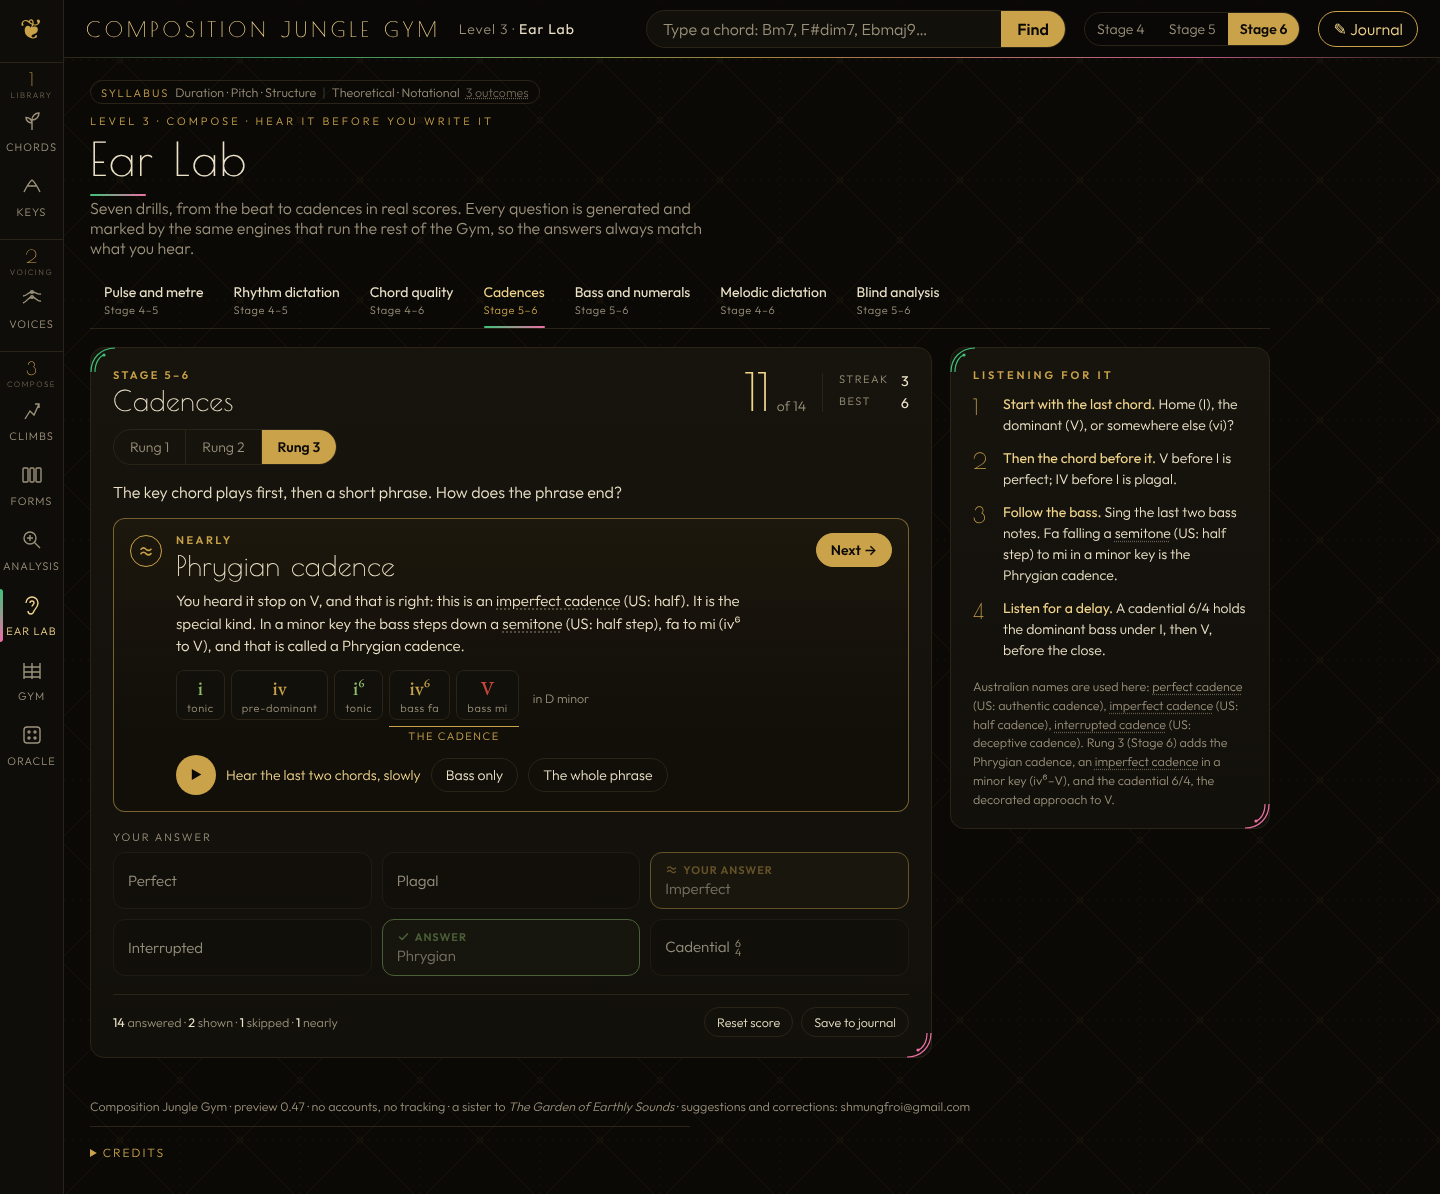 COMPOSITION JUNGLE GYM
Level 3 · Ear Lab
Type a chord: Bm7, F#dim7, Ebmaj9...
Find
Stage 4
Stage 5
Stage 6
✎ Journal
1
LIBRARY
CHORDS
KEYS
2
VOICING
VOICES
3
COMPOSE
CLIMBS
FORMS
ANALYSIS
EAR LAB
GYM
ORACLE
SYLLABUS Duration · Pitch · Structure | Theoretical · Notational 3 outcomes
LEVEL 3 · COMPOSE · HEAR IT BEFORE YOU WRITE IT
Ear Lab
Seven drills, from the beat to cadences in real scores. Every question is generated and
marked by the same engines that run the rest of the Gym, so the answers always match
what you hear.
Pulse and metre
Stage 4–5
Rhythm dictation
Stage 4–5
Chord quality
Stage 4–6
Cadences
Stage 5–6
Bass and numerals
Stage 5–6
Melodic dictation
Stage 4–6
Blind analysis
Stage 5–6
STAGE 5–6
Cadences
11 of 14
STREAK 3
BEST 6
Rung 1
Rung 2
Rung 3
The key chord plays first, then a short phrase. How does the phrase end?
NEARLY
Phrygian cadence
Next →
You heard it stop on V, and that is right: this is an imperfect cadence (US: half). It is the
special kind. In a minor key the bass steps down a semitone (US: half step), fa to mi (iv⁶
to V), and that is called a Phrygian cadence.
i
tonic
iv
pre-dominant
i⁶
tonic
iv⁶
bass fa
V
bass mi
in D minor
THE CADENCE
Hear the last two chords, slowly
Bass only
The whole phrase
YOUR ANSWER
Perfect
Plagal
≈ YOUR ANSWER
Imperfect
Interrupted
✓ ANSWER
Phrygian
Cadential 6/4
14 answered · 2 shown · 1 skipped · 1 nearly
Reset score
Save to journal
LISTENING FOR IT
1 Start with the last chord. Home (I), the
dominant (V), or somewhere else (vi)?
2 Then the chord before it. V before I is
perfect; IV before I is plagal.
3 Follow the bass. Sing the last two bass
notes. Fa falling a semitone (US: half
step) to mi in a minor key is the
Phrygian cadence.
4 Listen for a delay. A cadential 6/4 holds
the dominant bass under I, then V,
before the close.
Australian names are used here: perfect cadence
(US: authentic cadence), imperfect cadence (US:
half cadence), interrupted cadence (US:
deceptive cadence). Rung 3 (Stage 6) adds the
Phrygian cadence, an imperfect cadence in a
minor key (iv⁶–V), and the cadential 6/4, the
decorated approach to V.
Composition Jungle Gym · preview 0.47 · no accounts, no tracking · a sister to The Garden of Earthly Sounds · suggestions and corrections: shmungfroi@gmail.com
CREDITS